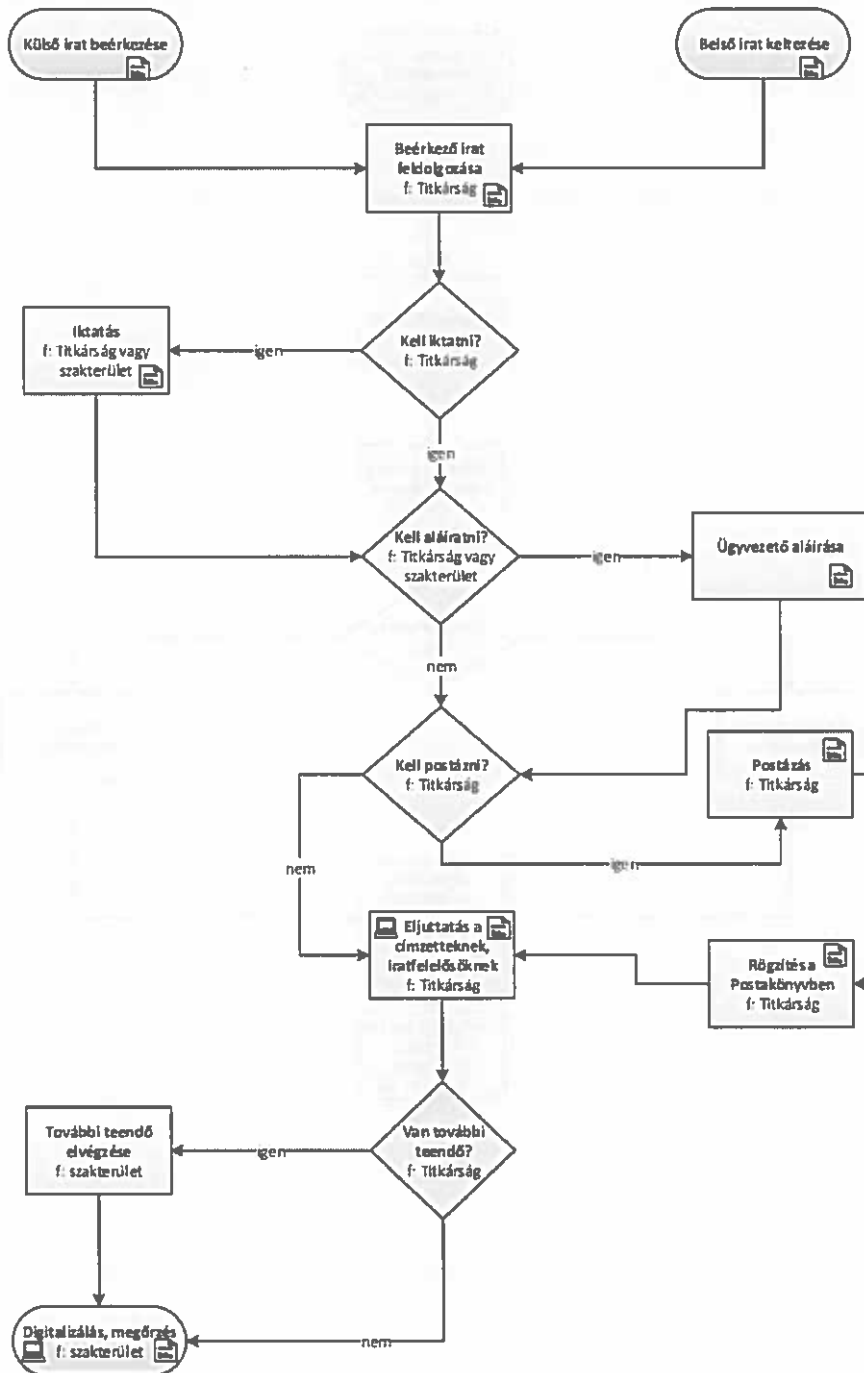 Külső irat beérkezése
Belső irat keltezése
Beérkező irat
feldolgozása
f: Titkárság
Iktatás
f: Titkárság vagy
szakterület
igen
Kell iktatni?
f: Titkárság
igen
Kell aláíratni?
f: Titkárság vagy
szakterület
igen
Ügyvezető aláírása
nem
Kell postázni?
f: Titkárság
Postázás
f: Titkárság
nem
igen
Eljuttatás a
címzetteknek,
iratfelelősöknek
f: Titkárság
Rögzítés a
Postakönyvben
f: Titkárság
További teendő
elvégzése
f: szakterület
igen
Van további
teendő?
f: Titkárság
Digitalizálás, megőrzés
f: szakterület
nem